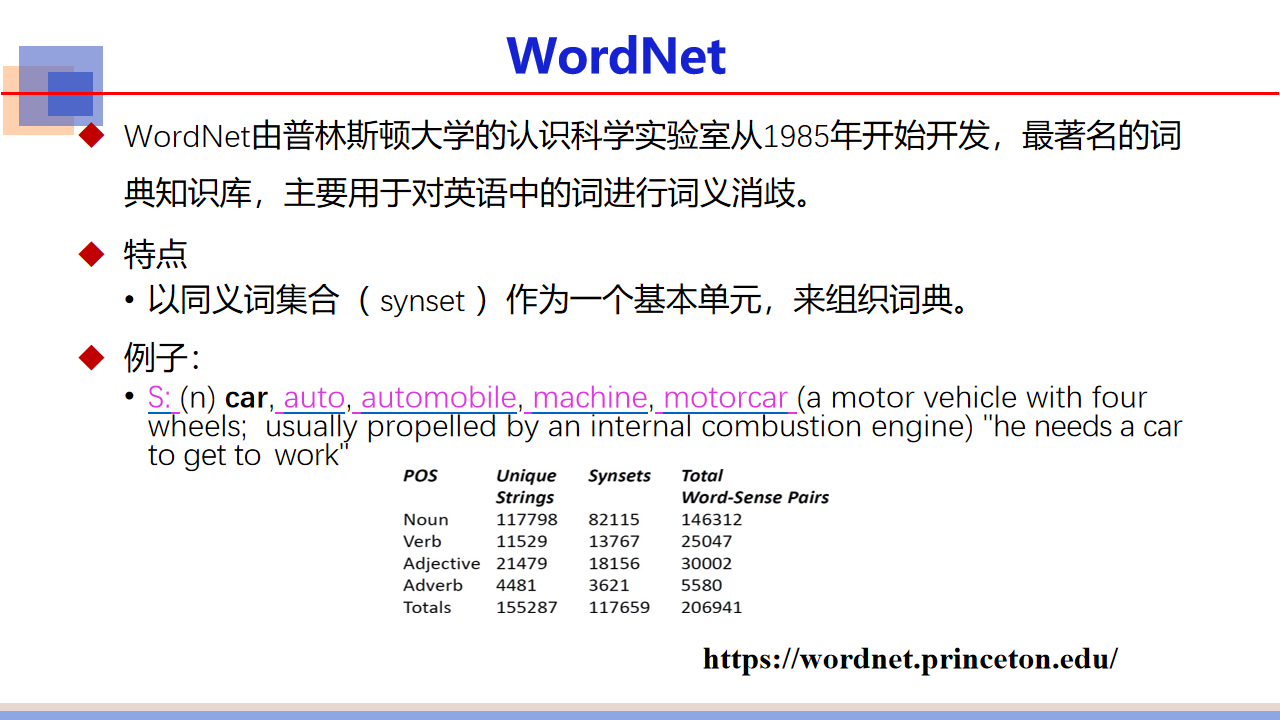 WordNet
WordNet由普林斯顿大学的认识科学实验室从1985年开始开发，最著名的词
典知识库，主要用于对英语中的词进行词义消歧。
特点
• 以同义词集合（ synset ）作为一个基本单元，来组织词典。
例子：
• S: (n) car, auto, automobile, machine, motorcar (a motor vehicle with four
wheels; usually propelled by an internal combustion engine) "he needs a car
to get to work"
POS Unique Synsets Total
Strings Word-Sense Pairs
Noun 117798 82115 146312
Verb 11529 13767 25047
Adjective 21479 18156 30002
Adverb 4481 3621 5580
Totals 155287 117659 206941
https://wordnet.princeton.edu/